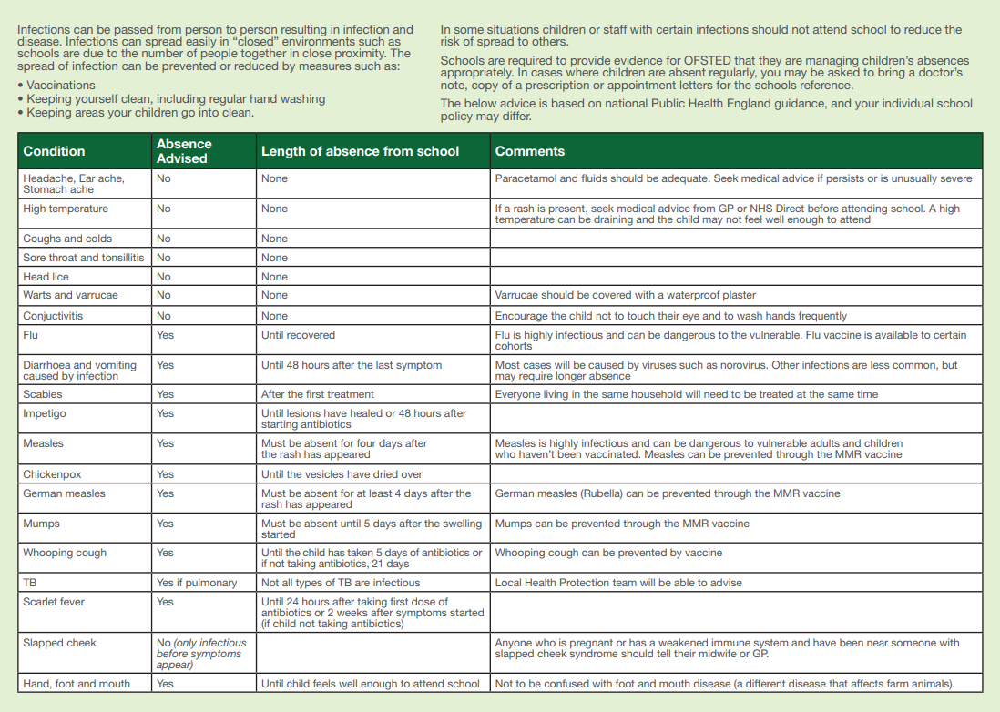 Infections can be passed from person to person resulting in infection and
disease. Infections can spread easily in “closed” environments such as
schools are due to the number of people together in close proximity. The
spread of infection can be prevented or reduced by measures such as:
• Vaccinations
• Keeping yourself clean, including regular hand washing
• Keeping areas your children go into clean.
In some situations children or staff with certain infections should not attend school to reduce the
risk of spread to others.
Schools are required to provide evidence for OFSTED that they are managing children’s absences
appropriately. In cases where children are absent regularly, you may be asked to bring a doctor’s
note, copy of a prescription or appointment letters for the schools reference.
The below advice is based on national Public Health England guidance, and your individual school
policy may differ.
Condition
Absence
Advised
Length of absence from school
Comments
Headache, Ear ache,
Stomach ache
No
None
Paracetamol and fluids should be adequate. Seek medical advice if persists or is unusually severe
High temperature
No
None
If a rash is present, seek medical advice from GP or NHS Direct before attending school. A high
temperature can be draining and the child may not feel well enough to attend
Coughs and colds
No
None
Sore throat and tonsillitis
No
None
Head lice
No
None
Warts and varrucae
No
None
Varrucae should be covered with a waterproof plaster
Conjuctivitis
No
None
Encourage the child not to touch their eye and to wash hands frequently
Flu
Yes
Until recovered
Flu is highly infectious and can be dangerous to the vulnerable. Flu vaccine is available to certain
cohorts
Diarrhoea and vomiting
caused by infection
Yes
Until 48 hours after the last symptom
Most cases will be caused by viruses such as norovirus. Other infections are less common, but
may require longer absence
Scabies
Yes
After the first treatment
Everyone living in the same household will need to be treated at the same time
Impetigo
Yes
Until lesions have healed or 48 hours after
starting antibiotics
Measles
Yes
Must be absent for four days after
the rash has appeared
Measles is highly infectious and can be dangerous to vulnerable adults and children
who haven’t been vaccinated. Measles can be prevented through the MMR vaccine
Chickenpox
Yes
Until the vesicles have dried over
German measles
Yes
Must be absent for at least 4 days after the
rash has appeared
German measles (Rubella) can be prevented through the MMR vaccine
Mumps
Yes
Must be absent until 5 days after the swelling
started
Mumps can be prevented through the MMR vaccine
Whooping cough
Yes
Until the child has taken 5 days of antibiotics or
if not taking antibiotics, 21 days
Whooping cough can be prevented by vaccine
TB
Yes if pulmonary
Not all types of TB are infectious
Local Health Protection team will be able to advise
Scarlet fever
Yes
Until 24 hours after taking first dose of
antibiotics or 2 weeks after symptoms started
(if child not taking antibiotics)
Slapped cheek
No (only infectious
before symptoms
appear)
Anyone who is pregnant or has a weakened immune system and have been near someone with
slapped cheek syndrome should tell their midwife or GP.
Hand, foot and mouth
Yes
Until child feels well enough to attend school
Not to be confused with foot and mouth disease (a different disease that affects farm animals).